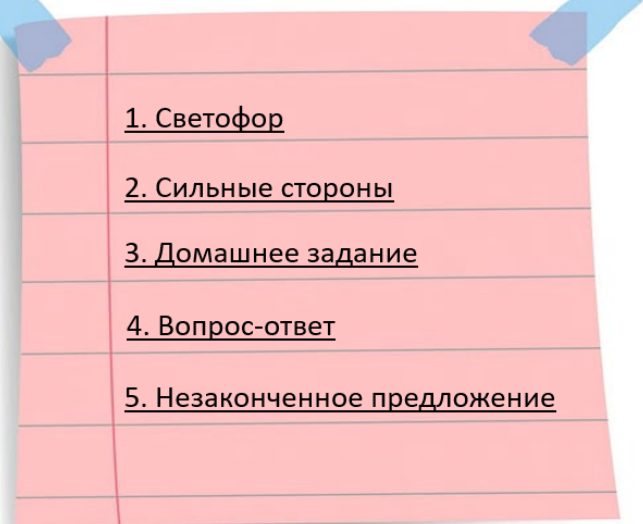 1. Светофор
2. Сильные стороны
3. Домашнее задание
4. Вопрос-ответ
5. Незаконченное предложение